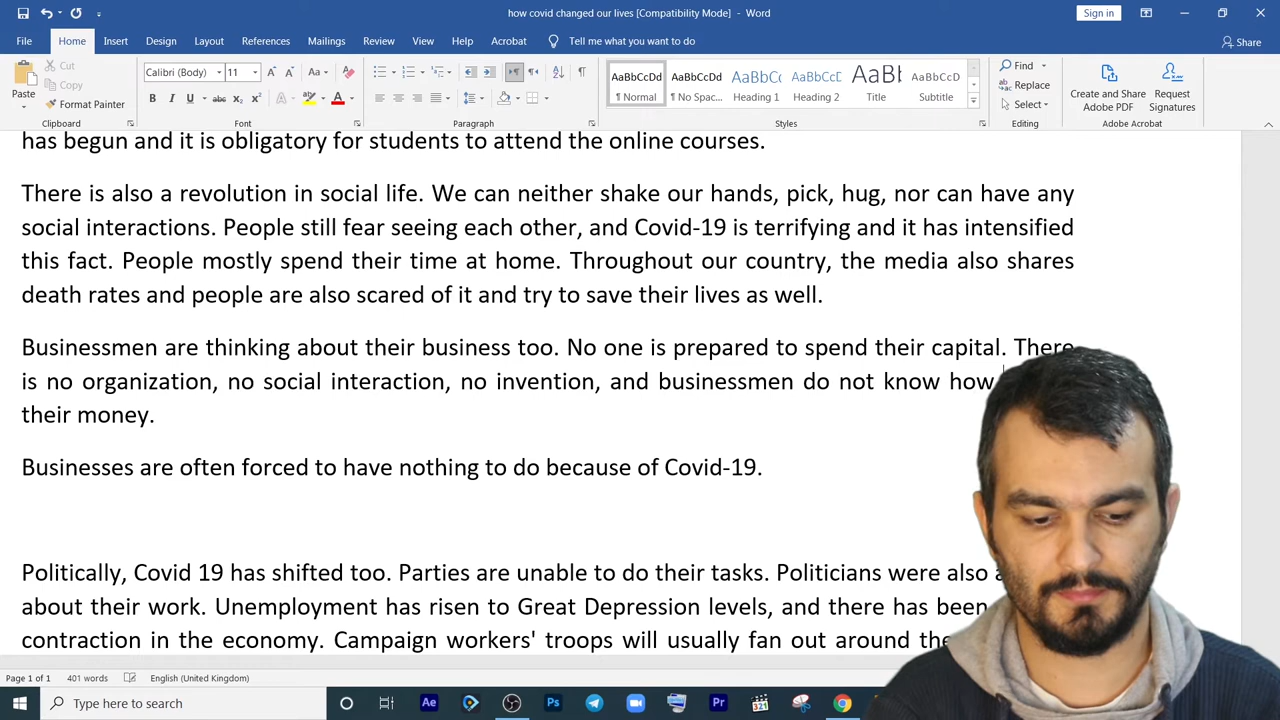 how covid changed our lives [Compatibility Mode] - Word
Sign in
File Home Insert Design Layout References Mailings Review View Help Acrobat Tell me what you want to do Share
Paste
Cut
Copy
Format Painter
Clipboard
Calibri (Body) 11
Font
Paragraph
AaBbCcDd
¶ Normal
AaBbCcDd
¶ No Spac...
AaBbCc
Heading 1
AaBbCcD
Heading 2
AaBb
Title
AaBbCcD
Subtitle
Styles
Find
Replace
Select
Editing
Create and Share
Adobe PDF
Request
Signatures
Adobe Acrobat
has begun and it is obligatory for students to attend the online courses.
There is also a revolution in social life. We can neither shake our hands, pick, hug, nor can have any
social interactions. People still fear seeing each other, and Covid-19 is terrifying and it has intensified
this fact. People mostly spend their time at home. Throughout our country, the media also shares
death rates and people are also scared of it and try to save their lives as well.
Businessmen are thinking about their business too. No one is prepared to spend their capital. There
is no organization, no social interaction, no invention, and businessmen do not know how
their money.
Businesses are often forced to have nothing to do because of Covid-19.
Politically, Covid 19 has shifted too. Parties are unable to do their tasks. Politicians were also
about their work. Unemployment has risen to Great Depression levels, and there has been
contraction in the economy. Campaign workers' troops will usually fan out around
Page 1 of 1 401 words English (United Kingdom)
Type here to search
Ae Ps Pr
321